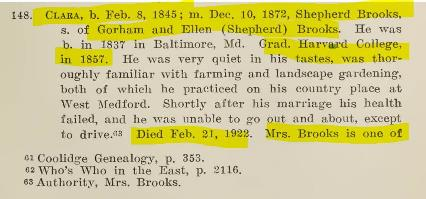 148. CLARA, b. Feb. 8, 1845; m. Dec. 10, 1872, Shepherd Brooks,
s. of Gorham and Ellen (Shepherd) Brooks. He was
b. in 1837 in Baltimore, Md. Grad. Harvard College,
in 1857. He was very quiet in his tastes, was thor-
oughly familiar with farming and landscape gardening,
both of which he practiced on his country place at
West Medford. Shortly after his marriage his health
failed, and he was unable to go out and about, except
to drive.⁶³ Died Feb. 21, 1922. Mrs. Brooks is one of
⁶¹ Coolidge Genealogy, p. 353.
⁶² Who's Who in the East, p. 2116.
⁶³ Authority, Mrs. Brooks.